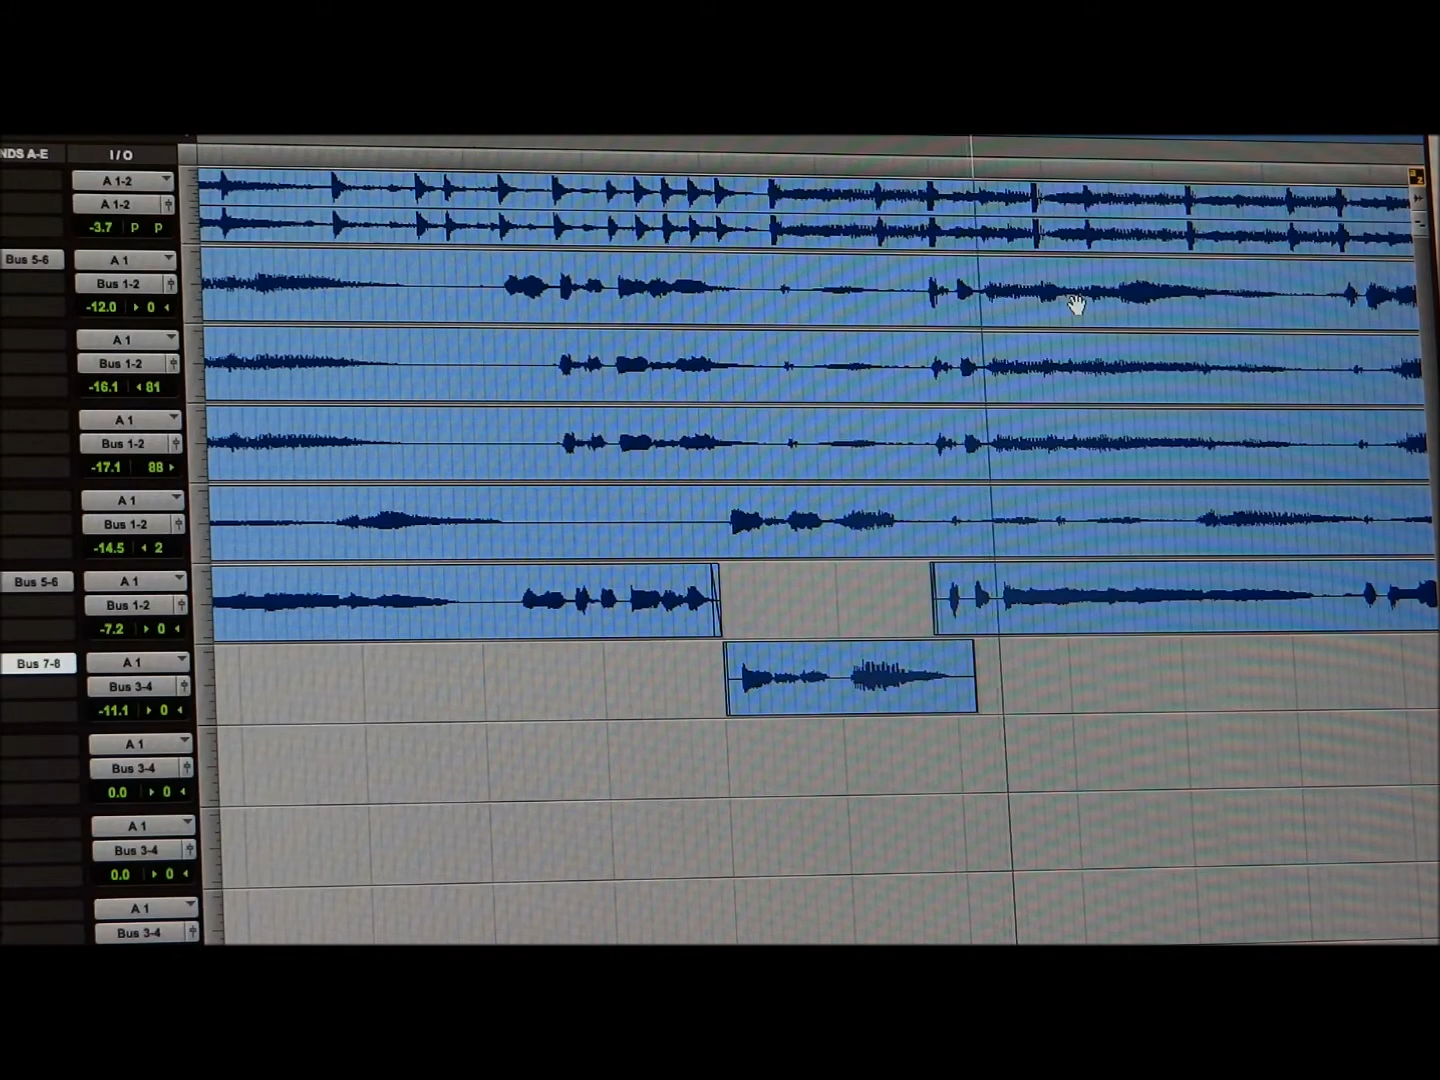 NDS A-E I/O
A 1-2
A 1-2
-3.7 P P
Bus 5-6 A 1
Bus 1-2
-12.0 0
A 1
Bus 1-2
-16.1 81
A 1
Bus 1-2
-17.1 88
A 1
Bus 1-2
-14.5 2
Bus 5-6 A 1
Bus 1-2
-7.2 0
Bus 7-8 A 1
Bus 3-4
-11.1 0
A 1
Bus 3-4
0.0 0
A 1
Bus 3-4
0.0 0
A 1
Bus 3-4